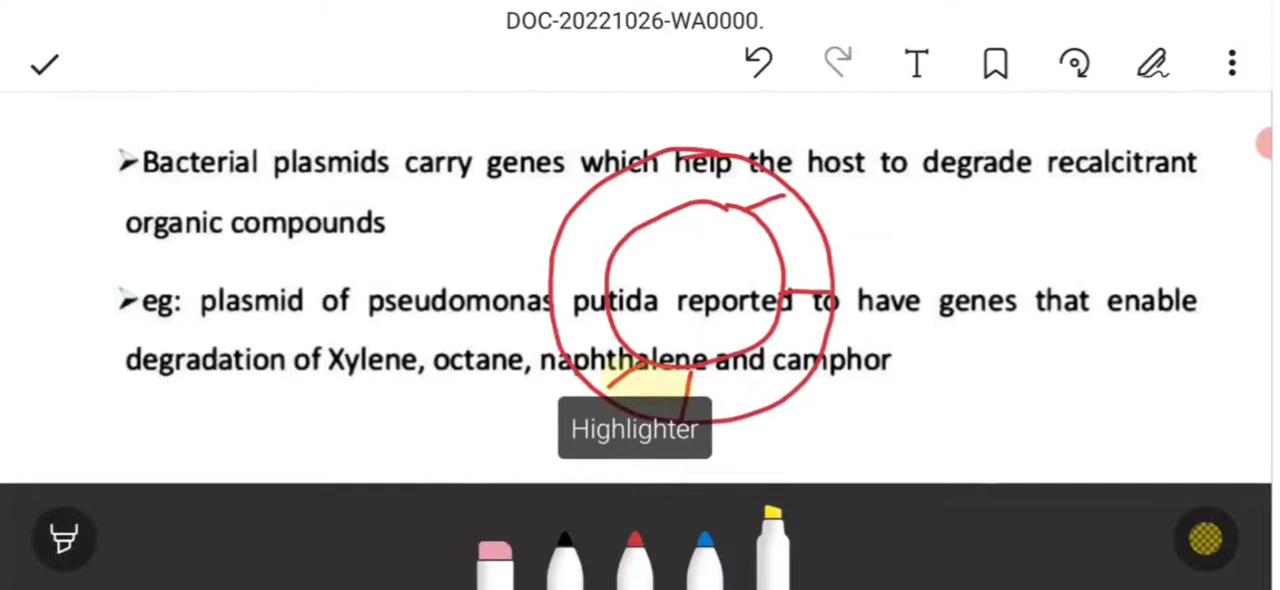 DOC-20221026-WA0000.
➢Bacterial plasmids carry genes which help the host to degrade recalcitrant
organic compounds
➢eg: plasmid of pseudomonas putida reported to have genes that enable
degradation of Xylene, octane, naphthalene and camphor
Highlighter